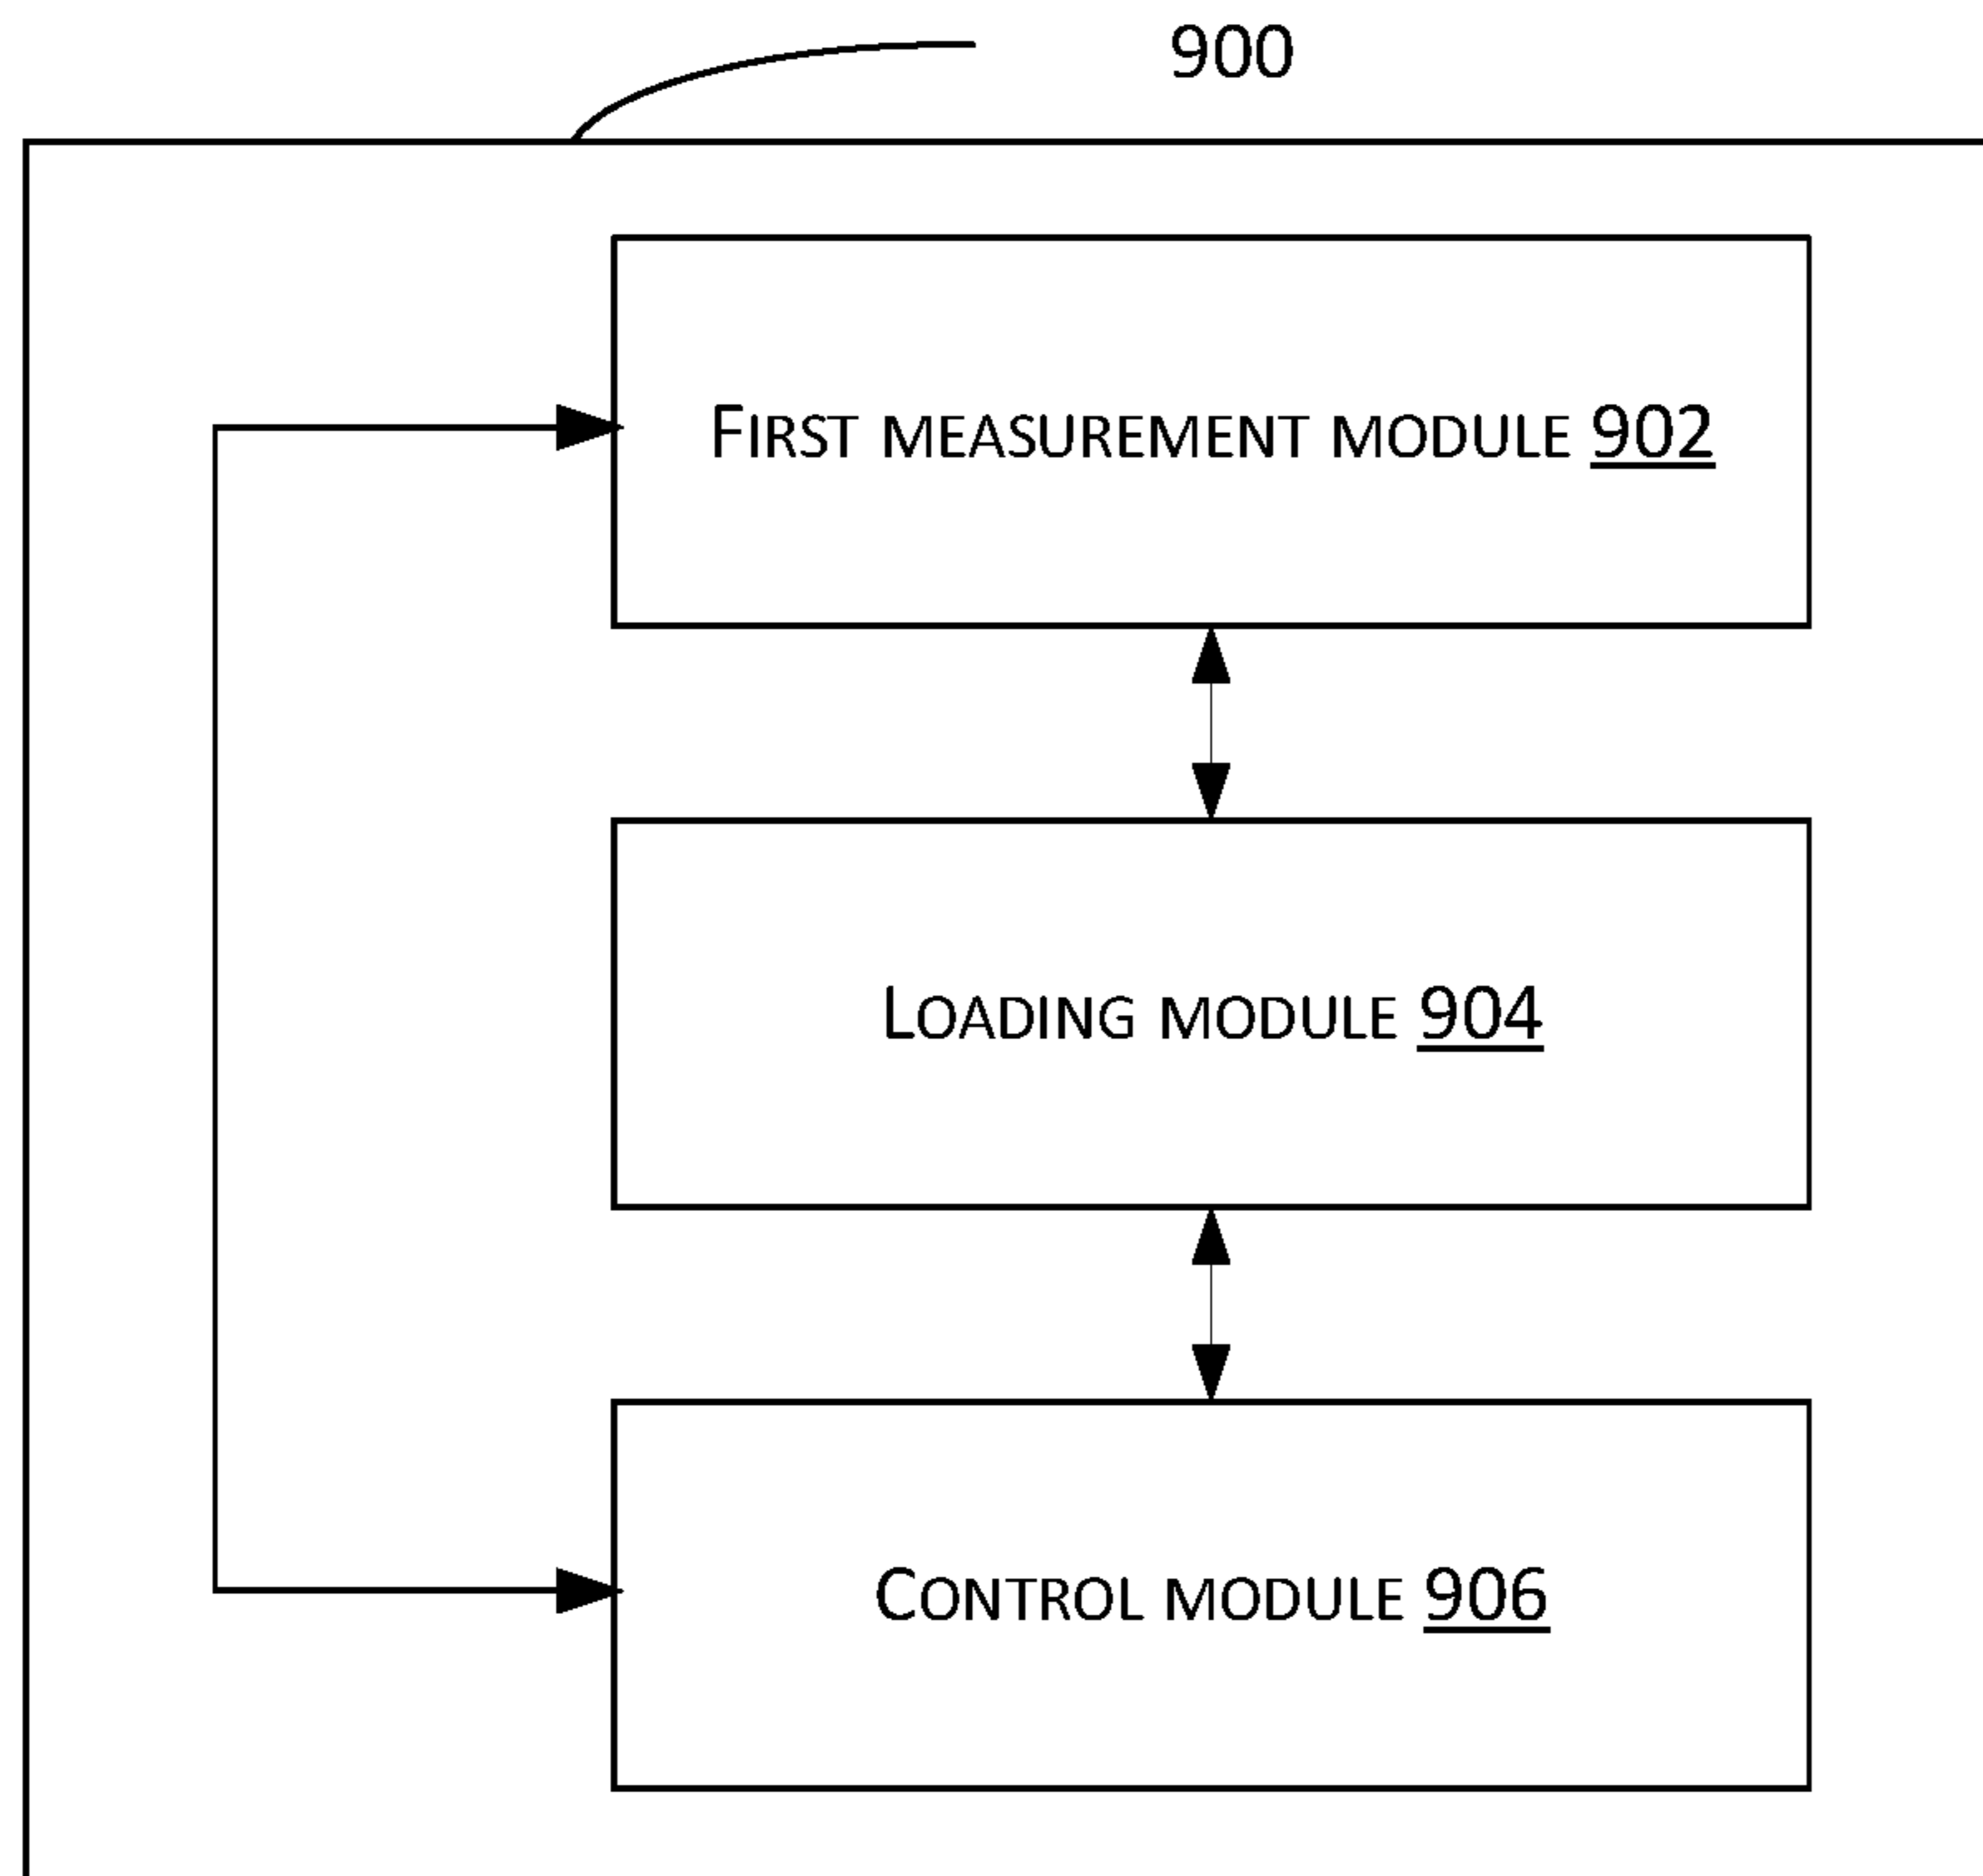 900
FIRST MEASUREMENT MODULE 902
LOADING MODULE 904
CONTROL MODULE 906